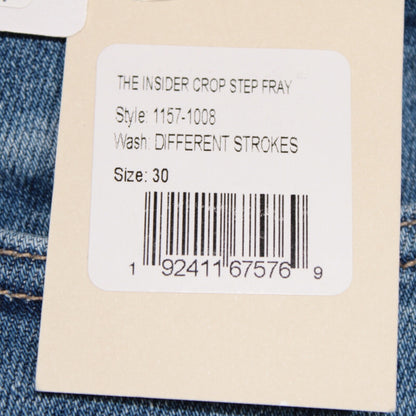 THE INSIDER CROP STEP FRAY
Style: 1157-1008
Wash: DIFFERENT STROKES
Size: 30
1 92411 67576 9